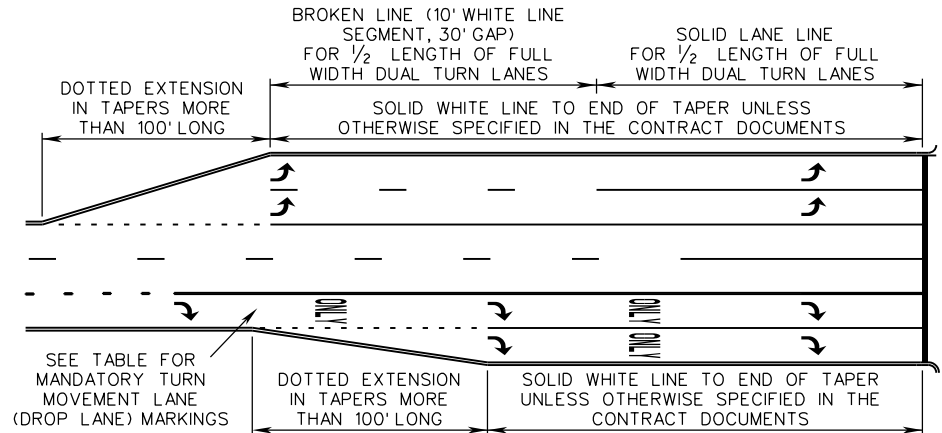 BROKEN LINE (10' WHITE LINE
SEGMENT, 30' GAP)
FOR 1/2 LENGTH OF FULL
WIDTH DUAL TURN LANES
SOLID LANE LINE
FOR 1/2 LENGTH OF FULL
WIDTH DUAL TURN LANES
DOTTED EXTENSION
IN TAPERS MORE
THAN 100' LONG
SOLID WHITE LINE TO END OF TAPER UNLESS
OTHERWISE SPECIFIED IN THE CONTRACT DOCUMENTS
ONLY
ONLY
ONLY
SEE TABLE FOR
MANDATORY TURN
MOVEMENT LANE
(DROP LANE) MARKINGS
DOTTED EXTENSION
IN TAPERS MORE
THAN 100' LONG
SOLID WHITE LINE TO END OF TAPER
UNLESS OTHERWISE SPECIFIED IN THE
CONTRACT DOCUMENTS